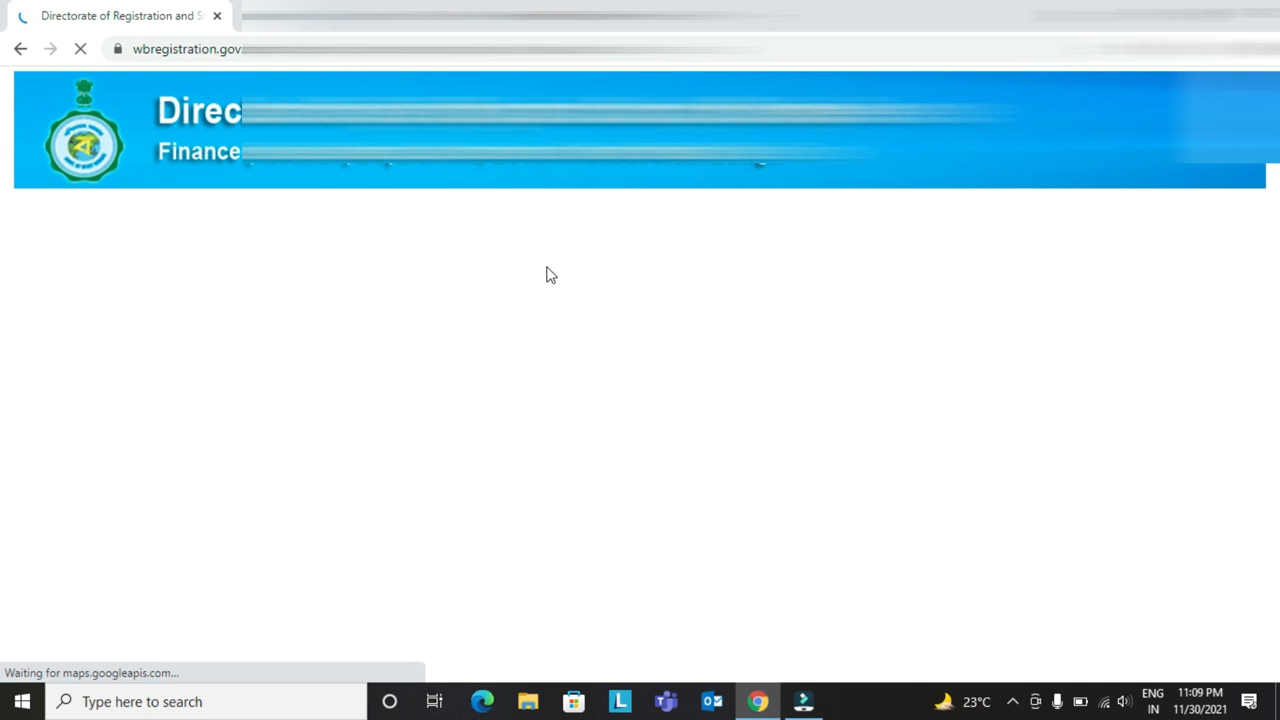 Directorate of Registration and S
wbregistration.gov
Direc
Finance
Waiting for maps.googleapis.com...
Type here to search
L
23°C
ENG
IN
11:09 PM
11/30/2021